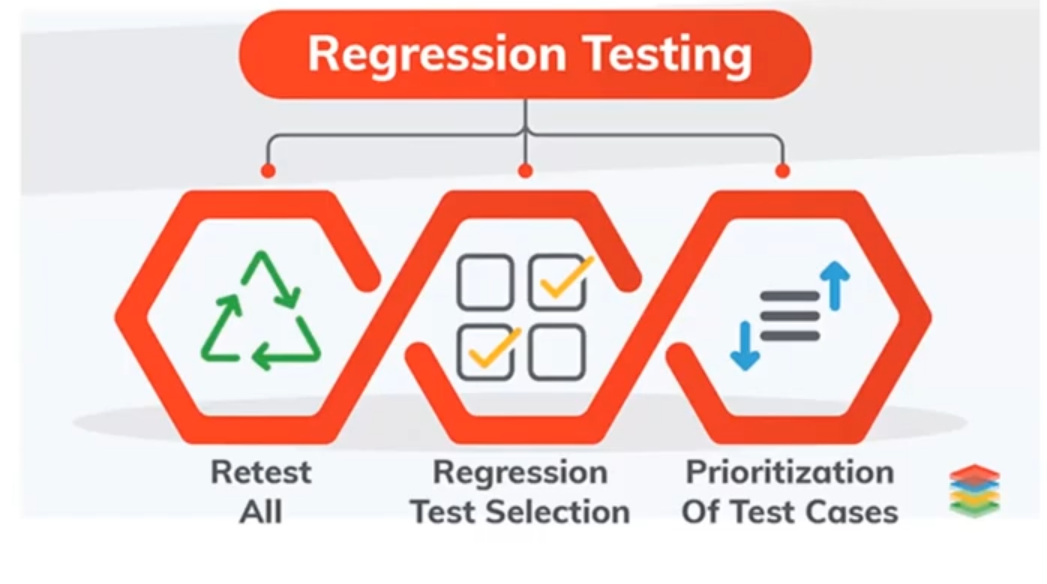 Regression Testing
Retest
All
Regression
Test Selection
Prioritization
Of Test Cases